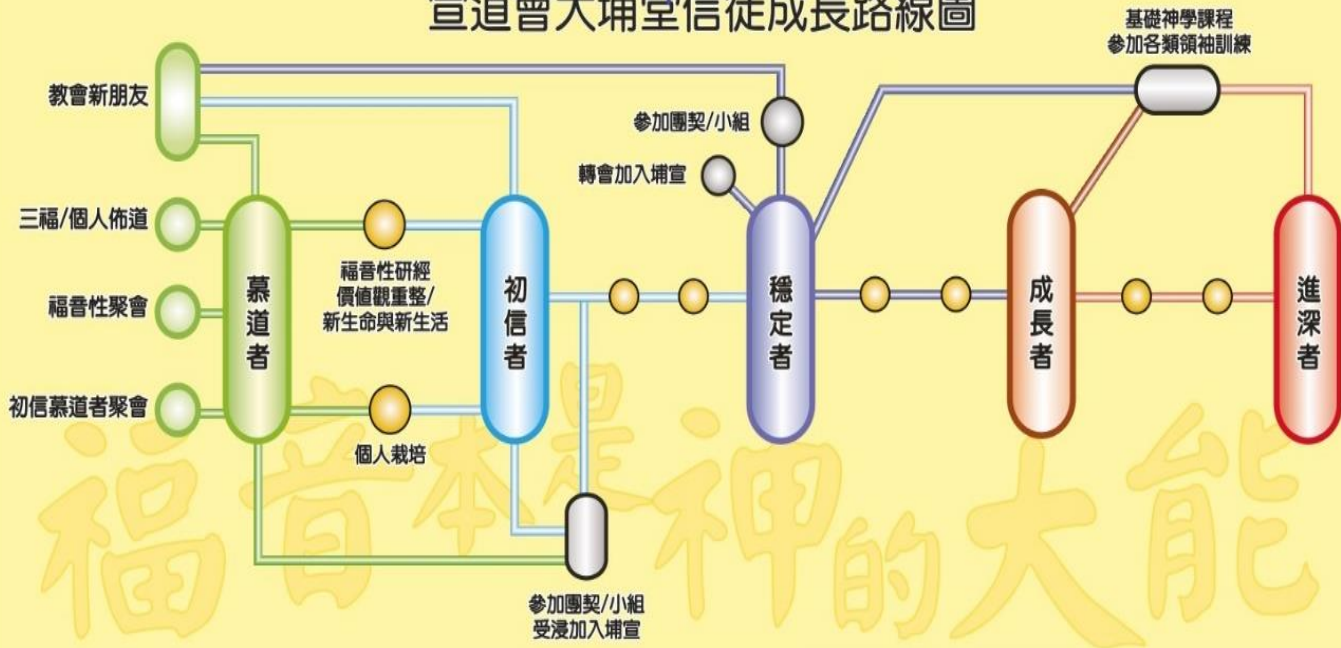 宣道會大埔堂信徒成長路線圖
基礎神學課程
參加各類領袖訓練
教會新朋友
參加團契/小組
轉會加入埔宣
三福/個人佈道
福音性聚會
初信慕道者聚會
慕道者
福音性研經
價值觀重整/
新生命與新生活
個人栽培
初信者
穩定者
成長者
進深者
參加團契/小組
受浸加入埔宣
福音本是神的大能